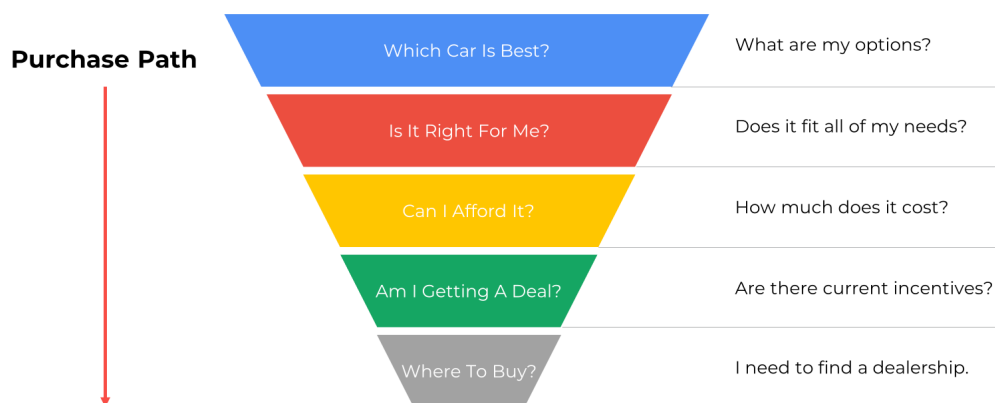 Purchase Path
Which Car Is Best?
What are my options?
Is It Right For Me?
Does it fit all of my needs?
Can I Afford It?
How much does it cost?
Am I Getting A Deal?
Are there current incentives?
Where To Buy?
I need to find a dealership.